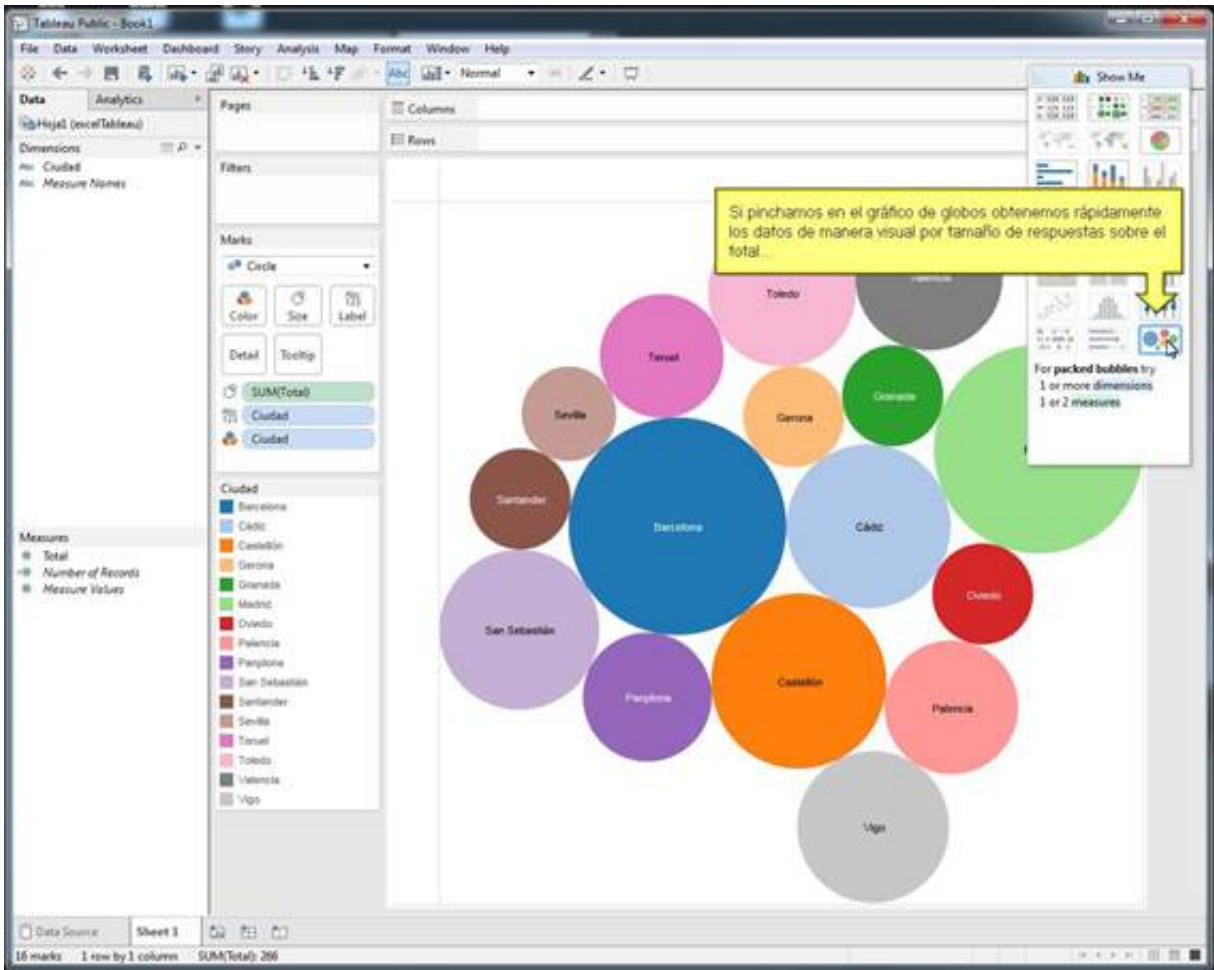 Tableau Public - Book1
File Data Worksheet Dashboard Story Analysis Map Format Window Help
Abc Normal
Data Analytics
Hoja1 (excelTableau)
Dimensions
Abc Ciudad
Abc Measure Names
Measures
# Total
Number of Records
# Measure Values
Pages
Filters
Marks
Circle
Color Size Label
Detail Tooltip
SUM(Total)
Ciudad
Ciudad
Ciudad
Barcelona
Cádiz
Castellón
Gerona
Granada
Madrid
Oviedo
Palencia
Pamplona
San Sebastián
Santander
Sevilla
Teruel
Toledo
Valencia
Vigo
Columns
Rows
Si pinchamos en el gráfico de globos obtenemos rápidamente
los datos de manera visual por tamaño de respuestas sobre el
total...
Toledo
Teruel
Granada
Sevilla
Gerona
Santander
Barcelona
Cádiz
Oviedo
San Sebastián
Castellón
Pamplona
Palencia
Vigo
Show Me
For packed bubbles try
1 or more dimensions
1 or 2 measures
Data Source Sheet 1
16 marks 1 row by 1 column SUM(Total): 266